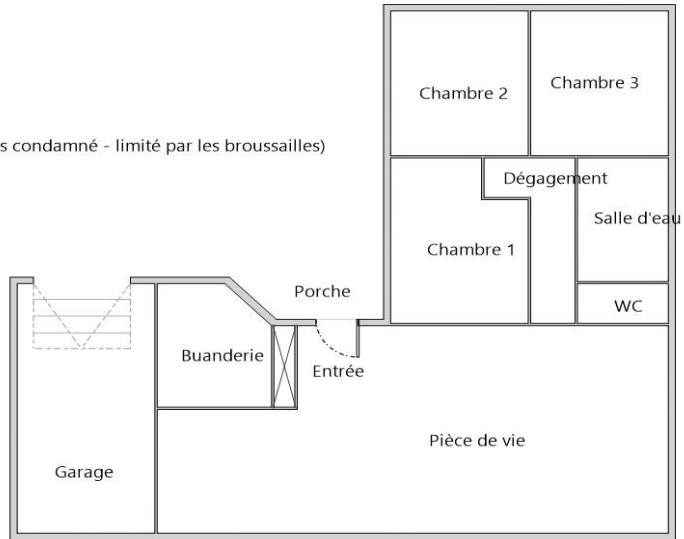 Chambre 3
Chambre 2
s condamné - limité par les broussailles)
Dégagement
Salle d'eau
Chambre 1
Porche
WC
Buanderie
Entrée
Pièce de vie
Garage